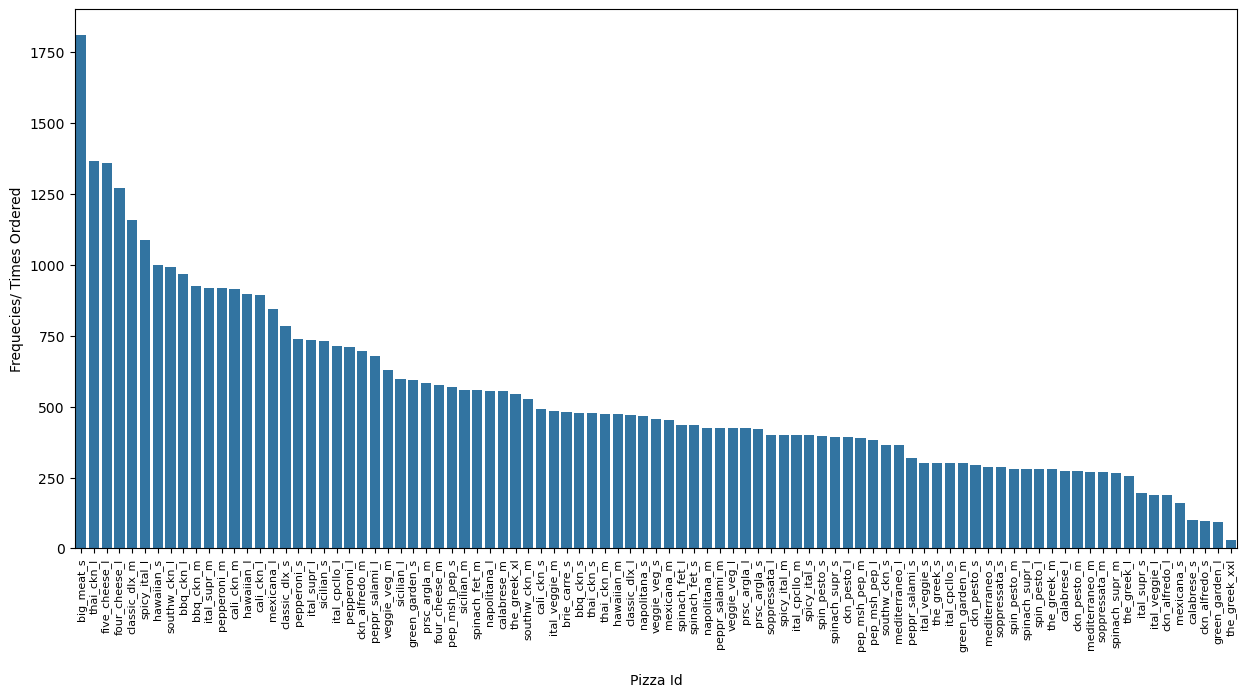 1750
1500
1250
1000
750
500
250
0
Frequecies/ Times Ordered
big_meat_s
thai_ckn_l
five_cheese_l
four_cheese_l
classic_dlx_m
spicy_ital_l
hawaiian_s
southw_ckn_l
bbq_ckn_l
bbq_ckn_m
ital_supr_m
pepperoni_m
cali_ckn_m
hawaiian_l
cali_ckn_l
mexicana_l
classic_dlx_s
pepperoni_s
ital_supr_l
sicilian_s
ital_cpcllo_l
pepperoni_l
ckn_alfredo_m
peppr_salami_l
veggie_veg_m
sicilian_l
green_garden_s
prsc_argla_m
four_cheese_m
pep_msh_pep_s
sicilian_m
spinach_fet_m
napolitana_l
calabrese_m
the_greek_xl
southw_ckn_m
cali_ckn_s
ital_veggie_m
brie_carre_s
bbq_ckn_s
thai_ckn_s
thai_ckn_m
hawaiian_m
classic_dlx_l
napolitana_s
veggie_veg_s
mexicana_m
spinach_fet_l
spinach_fet_s
napolitana_m
peppr_salami_m
veggie_veg_l
prsc_argla_l
prsc_argla_s
soppressata_l
spicy_ital_m
ital_cpcllo_m
spicy_ital_s
spin_pesto_s
spinach_supr_s
ckn_pesto_l
pep_msh_pep_m
pep_msh_pep_l
southw_ckn_s
mediterraneo_l
peppr_salami_s
ital_veggie_s
the_greek_s
ital_cpcllo_s
green_garden_m
ckn_pesto_s
mediterraneo_s
soppressata_s
spin_pesto_m
spinach_supr_l
spin_pesto_l
the_greek_m
calabrese_l
ckn_pesto_m
mediterraneo_m
soppressata_m
spinach_supr_m
the_greek_l
ital_supr_s
ital_veggie_l
ckn_alfredo_l
mexicana_s
calabrese_s
ckn_alfredo_s
green_garden_l
the_greek_xxl
Pizza Id